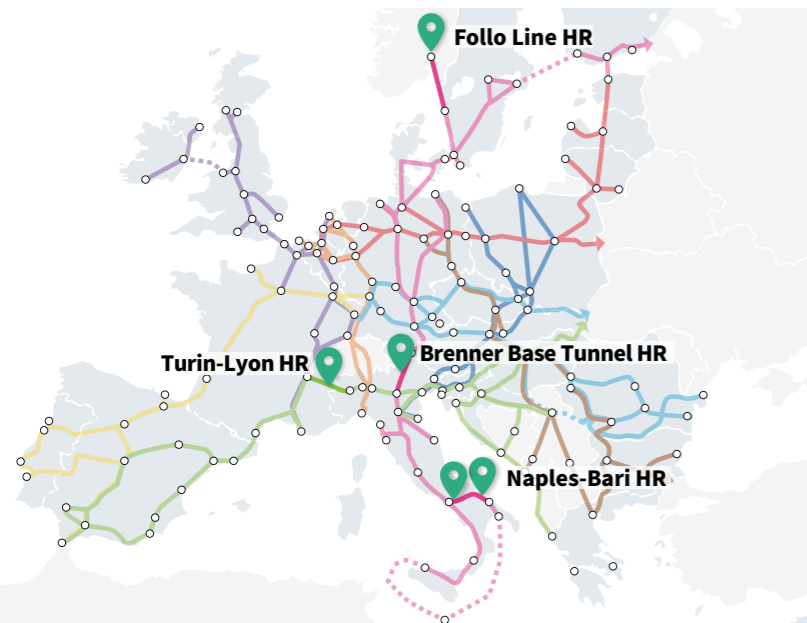 Follo Line HR
Turin-Lyon HR
Brenner Base Tunnel HR
Naples-Bari HR